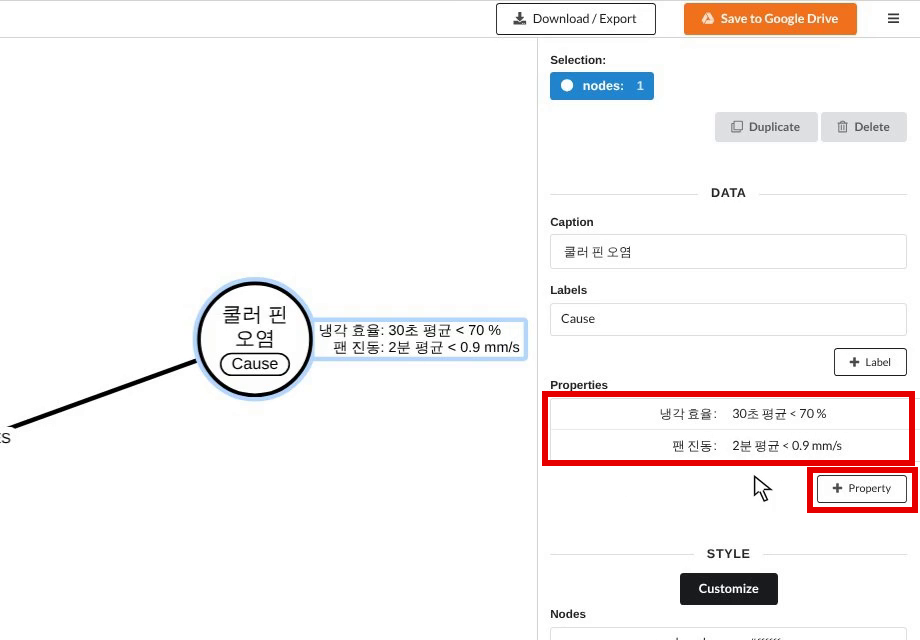 Download / Export
Save to Google Drive
Selection:
nodes: 1
Duplicate
Delete
DATA
Caption
쿨러 핀 오염
Labels
Cause
+ Label
Properties
냉각 효율: 30초 평균 < 70 %
팬 진동: 2분 평균 < 0.9 mm/s
+ Property
STYLE
Customize
Nodes
쿨러 핀
오염
Cause
냉각 효율: 30초 평균 < 70 %
팬 진동: 2분 평균 < 0.9 mm/s